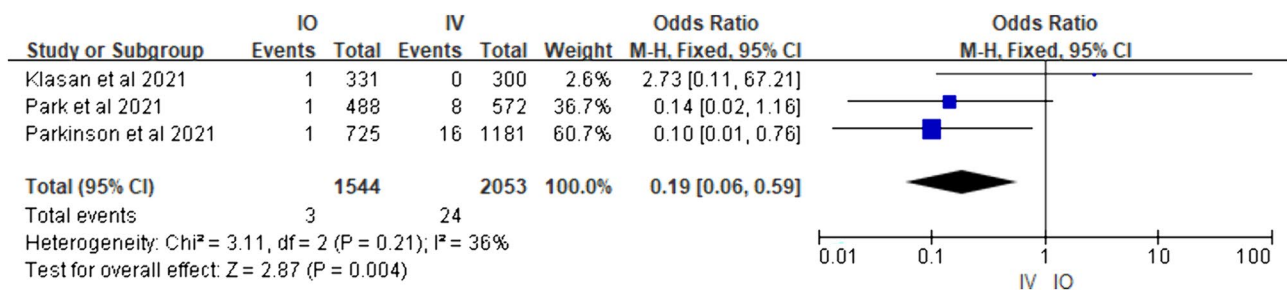 IO IV Odds Ratio Odds Ratio
Study or Subgroup Events Total Events Total Weight M-H, Fixed, 95% CI M-H, Fixed, 95% CI
Klasan et al 2021 1 331 0 300 2.6% 2.73 [0.11, 67.21]
Park et al 2021 1 488 8 572 36.7% 0.14 [0.02, 1.16]
Parkinson et al 2021 1 725 16 1181 60.7% 0.10 [0.01, 0.76]
Total (95% CI) 1544 2053 100.0% 0.19 [0.06, 0.59]
Total events 3 24
Heterogeneity: Chi² = 3.11, df = 2 (P = 0.21); I² = 36%
Test for overall effect: Z = 2.87 (P = 0.004)
0.01 0.1 1 10 100
IV IO